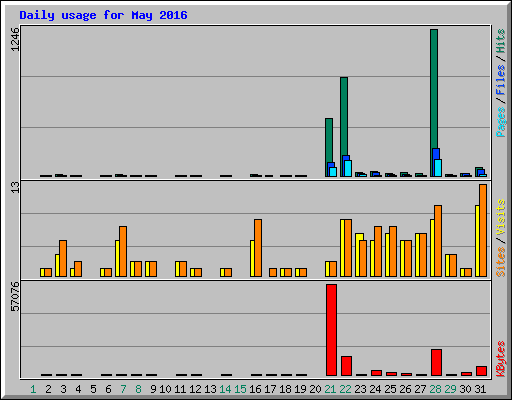 Daily usage for May 2016
1246
Pages / Files / Hits
13
Sites / Visits
57076
KBytes
1 2 3 4 5 6 7 8 9 10 11 12 13 14 15 16 17 18 19 20 21 22 23 24 25 26 27 28 29 30 31